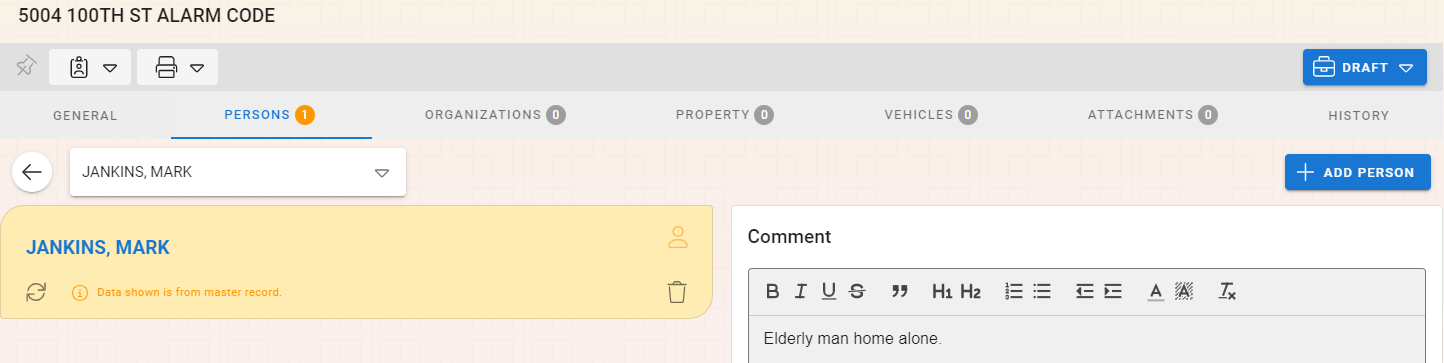 5004 100TH ST ALARM CODE
DRAFT
GENERAL PERSONS 1 ORGANIZATIONS 0 PROPERTY 0 VEHICLES 0 ATTACHMENTS 0 HISTORY
JANKINS, MARK
ADD PERSON
JANKINS, MARK
Data shown is from master record.
Comment
B I U S H1 H2 A A Tx
Elderly man home alone.